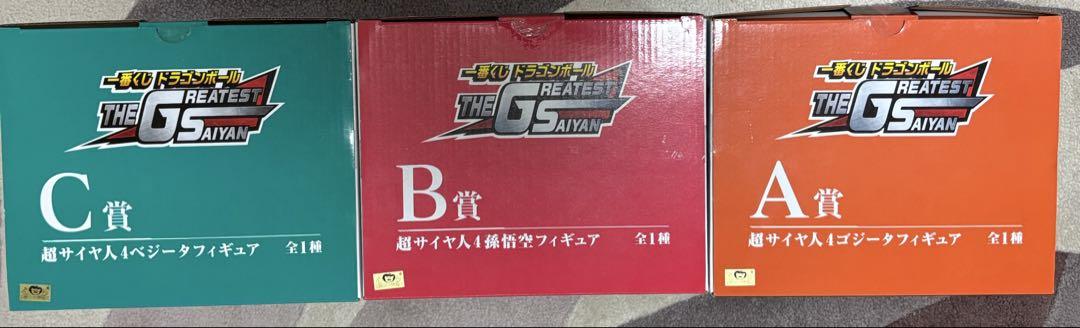 一番くじ ドラゴンボール
THE GREATEST SAIYAN
C賞
超サイヤ人4ベジータフィギュア 全1種
一番くじ ドラゴンボール
THE GREATEST SAIYAN
B賞
超サイヤ人4孫悟空フィギュア 全1種
一番くじ ドラゴンボール
THE GREATEST SAIYAN
A賞
超サイヤ人4ゴジータフィギュア 全1種